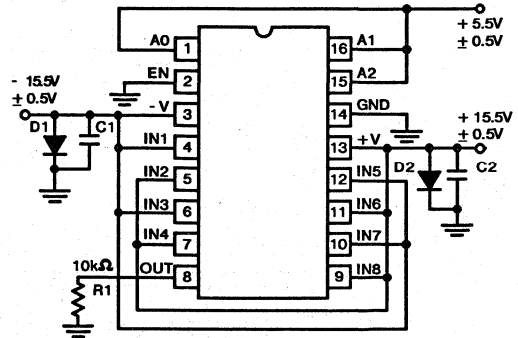 + 5.5V
± 0.5V
A0 1 16 A1
EN 2 15 A2
- 15.5V
± 0.5V
D1 C1 -V 3 14 GND
+ 15.5V
± 0.5V
IN1 4 13 +V
IN2 5 12 IN5 D2 C2
IN3 6 11 IN6
IN4 7 10 IN7
10kΩ OUT 8 9 IN8
R1